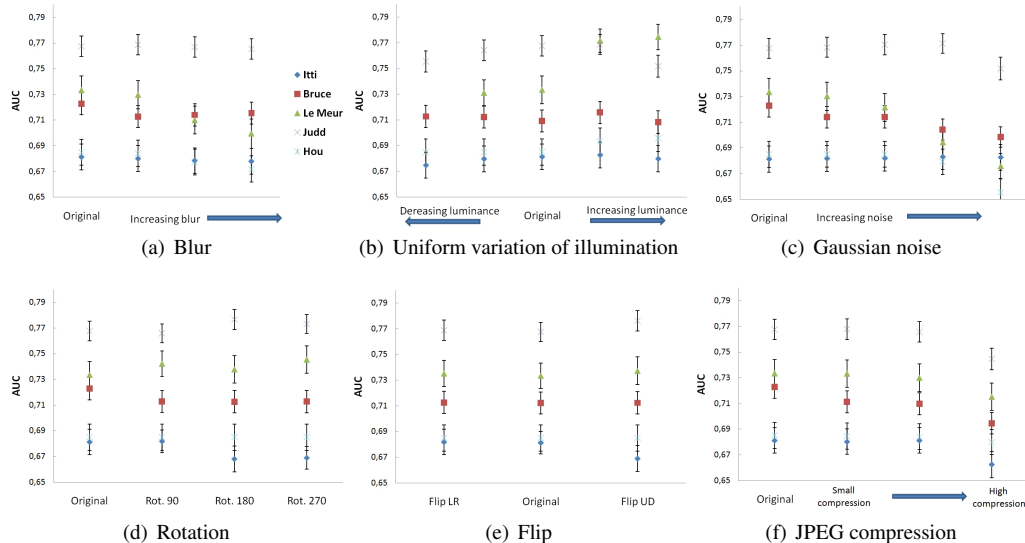 0,79
0,77
0,75
0,73
0,71
0,69
0,67
0,65
AUC
Original
Increasing blur
Itti
Bruce
Le Meur
Judd
Hou
(a) Blur
0,79
0,77
0,75
0,73
0,71
0,69
0,67
0,65
Dereasing luminance
Original
Increasing luminance
(b) Uniform variation of illumination
0,79
0,77
0,75
0,73
0,71
0,69
0,67
0,65
AUC
Original
Increasing noise
(c) Gaussian noise
0,79
0,77
0,75
0,73
0,71
0,69
0,67
0,65
AUC
Original
Rot. 90
Rot. 180
Rot. 270
(d) Rotation
0,79
0,77
0,75
0,73
0,71
0,69
0,67
0,65
AUC
Flip LR
Original
Flip UD
(e) Flip
0,79
0,77
0,75
0,73
0,71
0,69
0,67
0,65
AUC
Original
Small
compression
High
compression
(f) JPEG compression